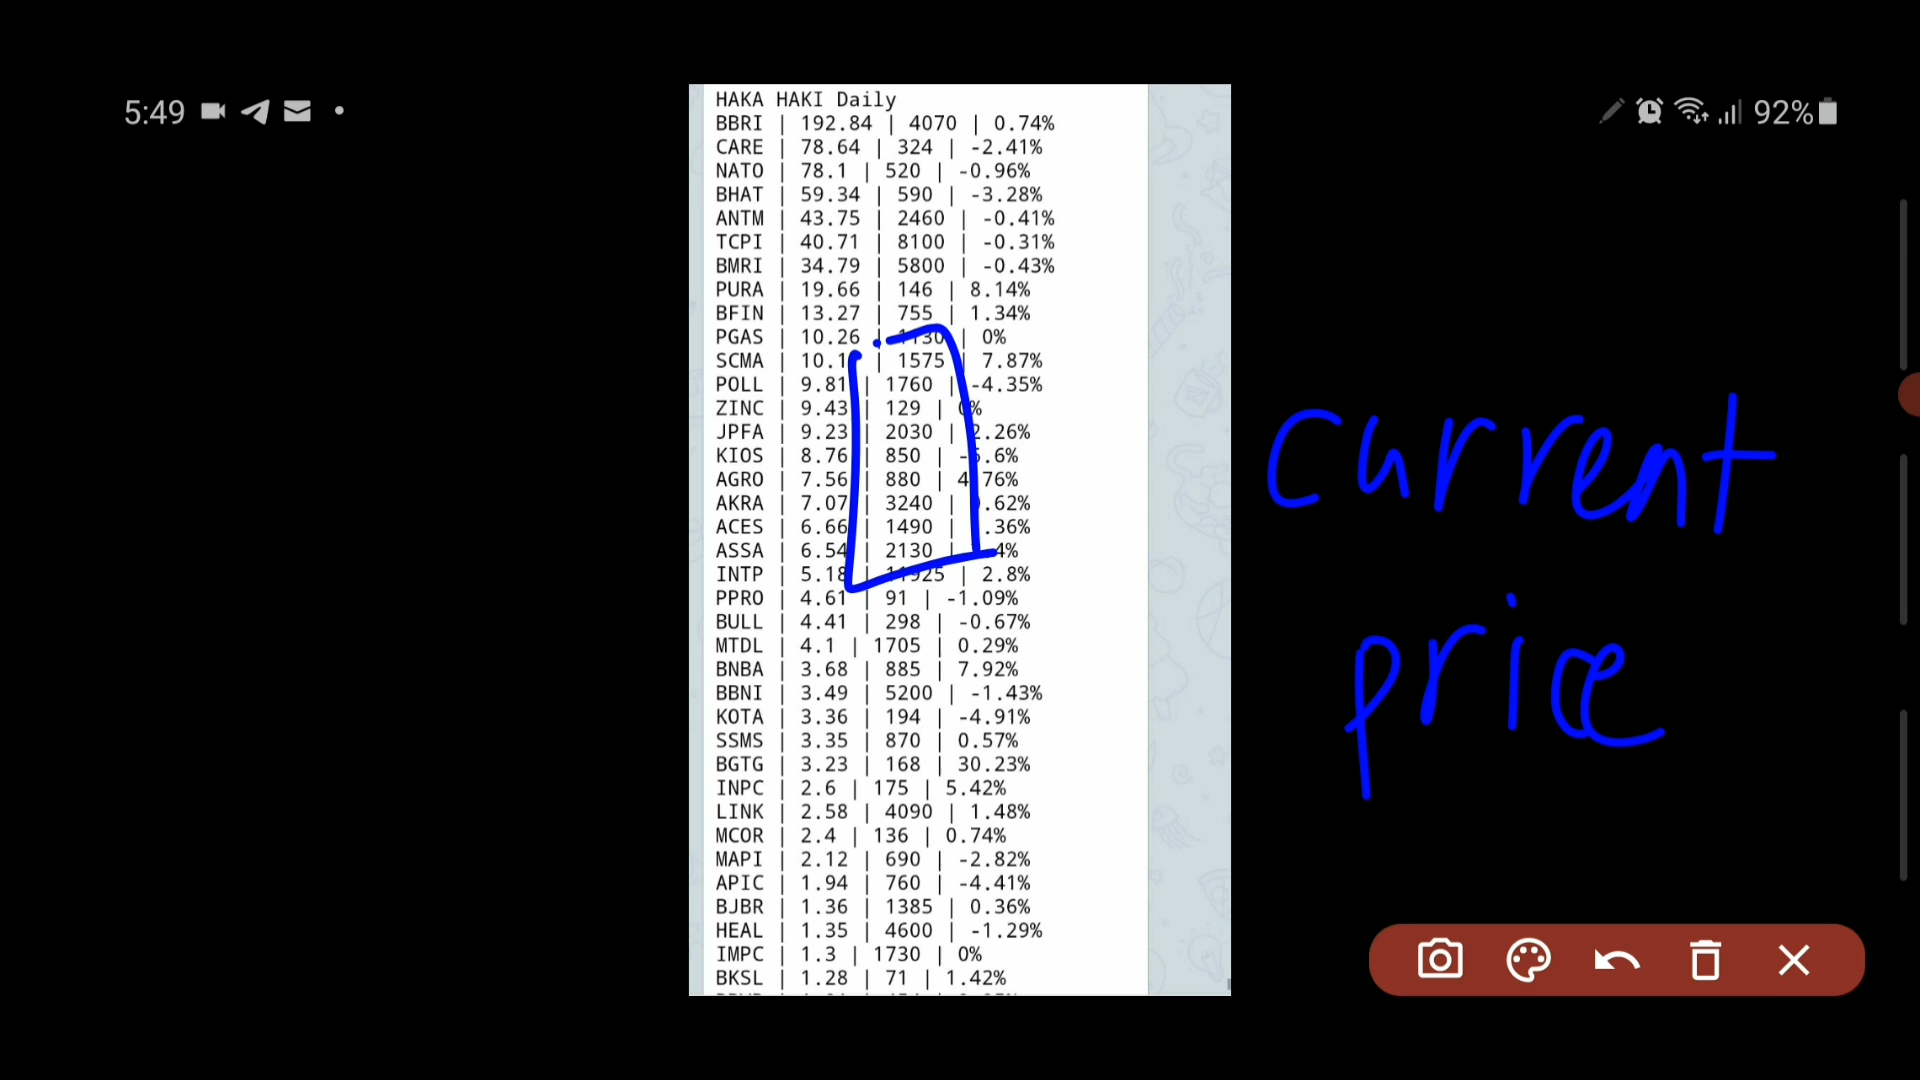 5:49
92%
HAKA HAKI Daily
BBRI | 192.84 | 4070 | 0.74%
CARE | 78.64 | 324 | -2.41%
NATO | 78.1 | 520 | -0.96%
BHAT | 59.34 | 590 | -3.28%
ANTM | 43.75 | 2460 | -0.41%
TCPI | 40.71 | 8100 | -0.31%
BMRI | 34.79 | 5800 | -0.43%
PURA | 19.66 | 146 | 8.14%
BFIN | 13.27 | 755 | 1.34%
PGAS | 10.26 | 1130 | 0%
SCMA | | 1575 | 7.87%
POLL | 9.81 | 1760 | -4.35%
ZINC | 9.43 | 129 | 0%
JPFA | 9.23 | 2030 |
KIOS | 8.76 | 850 |
AGRO | 7.56 | 880 | 4.76%
AKRA | 7.07 | 3240 |
ACES | 6.66 | 1490 |
ASSA | 6.54 | 2130 |
INTP | 5.18 | 11925 | 2.8%
PPRO | 4.61 | 91 | -1.09%
BULL | 4.41 | 298 | -0.67%
MTDL | 4.1 | 1705 | 0.29%
BNBA | 3.68 | 885 | 7.92%
BBNI | 3.49 | 5200 | -1.43%
KOTA | 3.36 | 194 | -4.91%
SSMS | 3.35 | 870 | 0.57%
BGTG | 3.23 | 168 | 30.23%
INPC | 2.6 | 175 | 5.42%
LINK | 2.58 | 4090 | 1.48%
MCOR | 2.4 | 136 | 0.74%
MAPI | 2.12 | 690 | -2.82%
APIC | 1.94 | 760 | -4.41%
BJBR | 1.36 | 1385 | 0.36%
HEAL | 1.35 | 4600 | -1.29%
IMPC | 1.3 | 1730 | 0%
BKSL | 1.28 | 71 | 1.42%
current
price